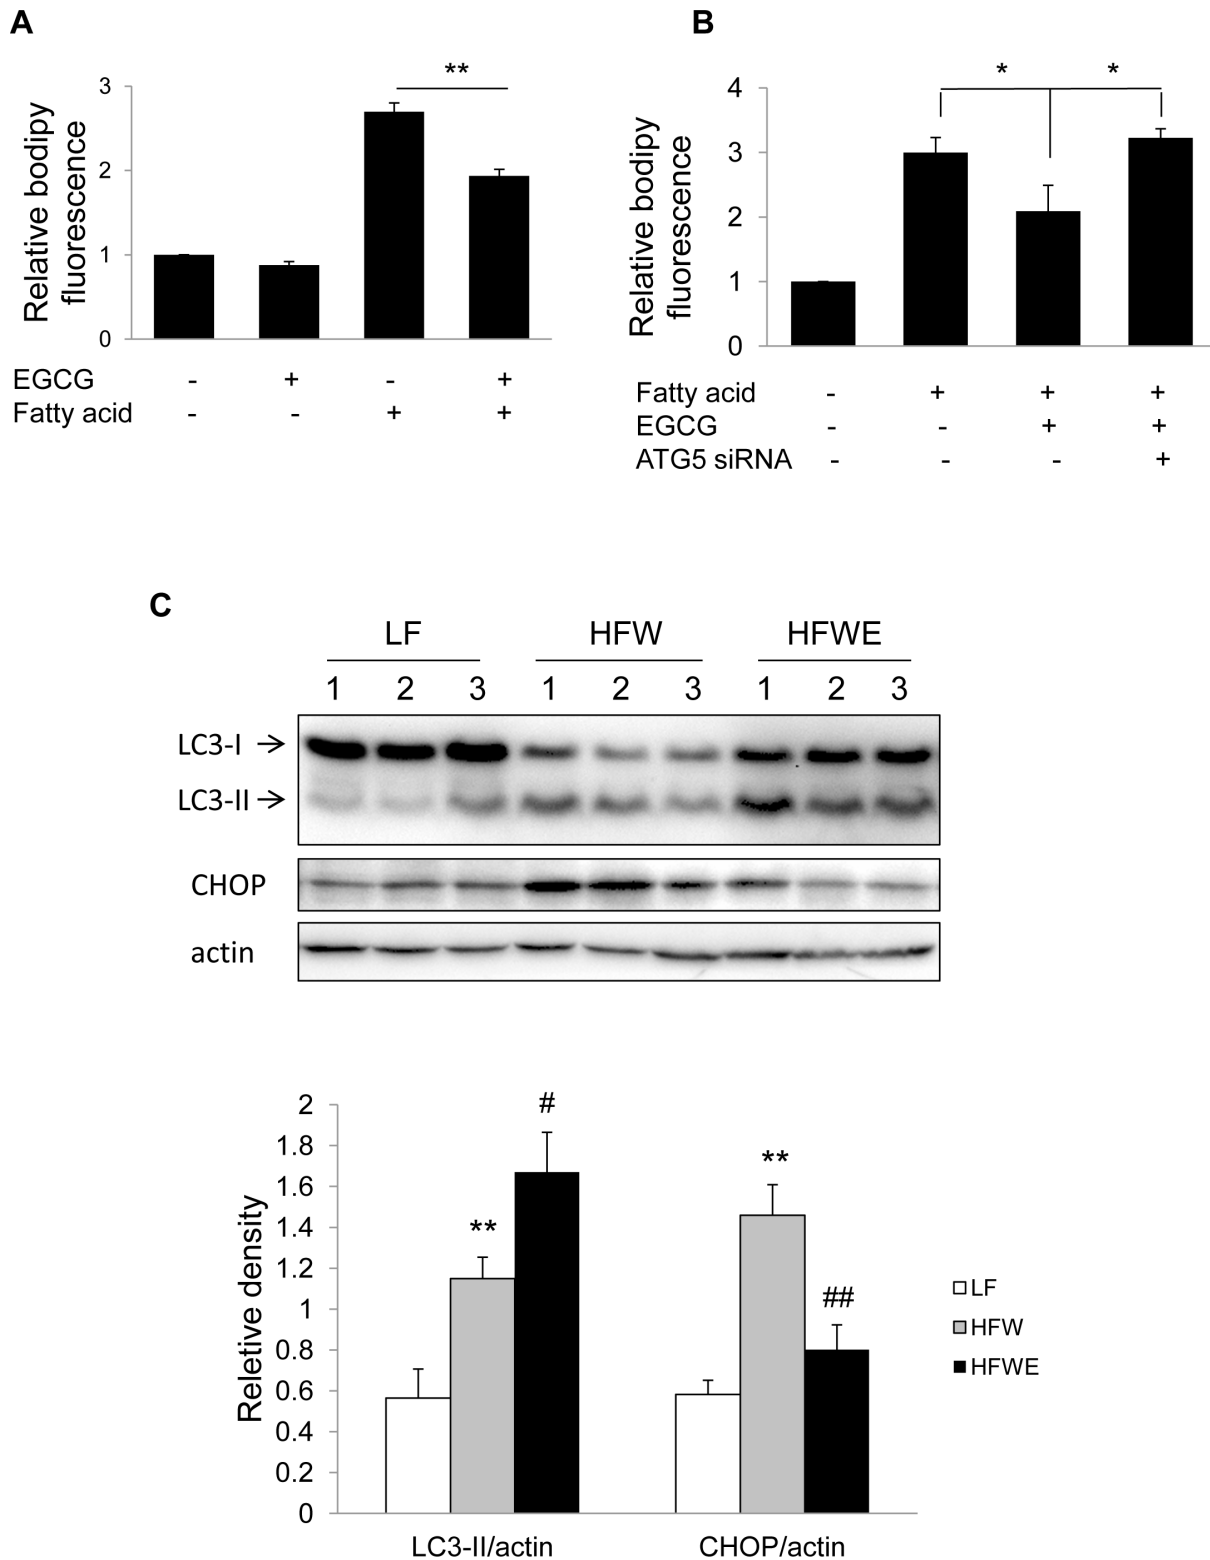 A
**
3
2
1
0
Relative bodipy
fluorescence
EGCG - + - +
Fatty acid - - + +
B
* *
4
3
2
1
0
Relative bodipy
fluorescence
Fatty acid - + + +
EGCG - - + +
ATG5 siRNA - - - +
C
LF HFW HFWE
1 2 3 1 2 3 1 2 3
LC3-I
LC3-II
CHOP
actin
2
1.8
1.6
1.4
1.2
1
0.8
0.6
0.4
0.2
0
Reletive density
** #
** ##
LC3-II/actin CHOP/actin
LF
HFW
HFWE